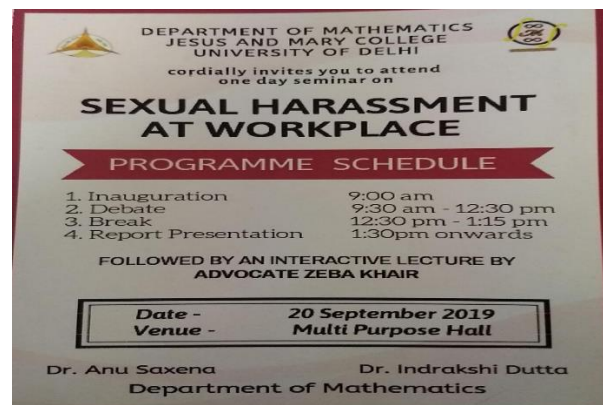 DEPARTMENT OF MATHEMATICS
JESUS AND MARY COLLEGE
UNIVERSITY OF DELHI
cordially invites you to attend
one day seminar on
SEXUAL HARASSMENT
AT WORKPLACE
PROGRAMME SCHEDULE
1. Inauguration 9:00 am
2. Debate 9:30 am - 12:30 pm
3. Break 12:30 pm - 1:15 pm
4. Report Presentation 1:30pm onwards
FOLLOWED BY AN INTERACTIVE LECTURE BY
ADVOCATE ZEBA KHAIR
Date - 20 September 2019
Venue - Multi Purpose Hall
Dr. Anu Saxena Dr. Indrakshi Dutta
Department of Mathematics